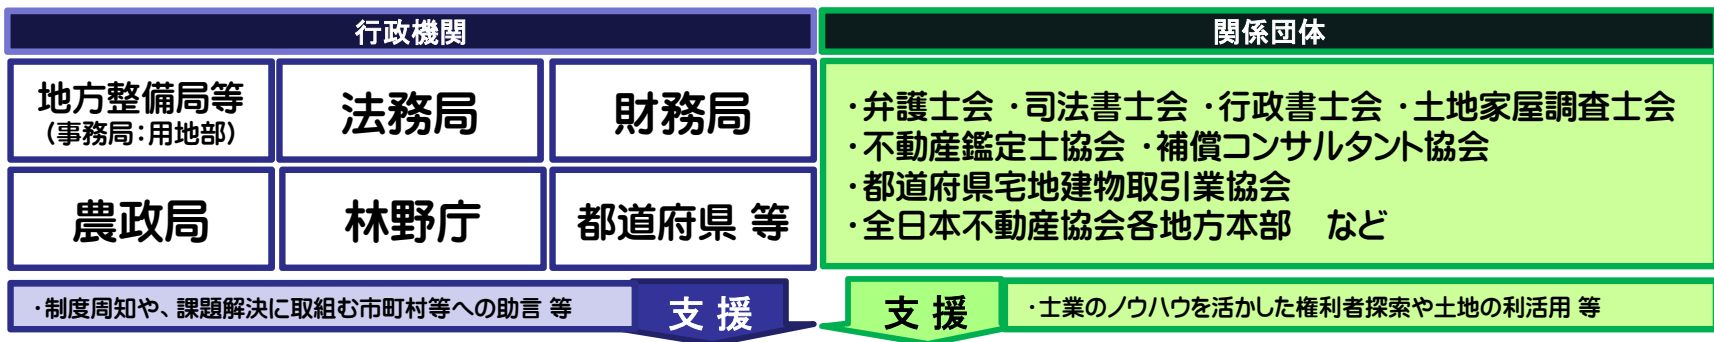 行政機関
関係団体
地方整備局等
（事務局：用地部）
法務局
財務局
農政局
林野庁
都道府県 等
・弁護士会 ・司法書士会 ・行政書士会 ・土地家屋調査士会
・不動産鑑定士協会 ・補償コンサルタント協会
・都道府県宅地建物取引業協会
・全日本不動産協会各地方本部　など
・制度周知や、課題解決に取組む市町村等への助言 等
支 援
支 援
・士業のノウハウを活かした権利者探索や土地の利活用 等